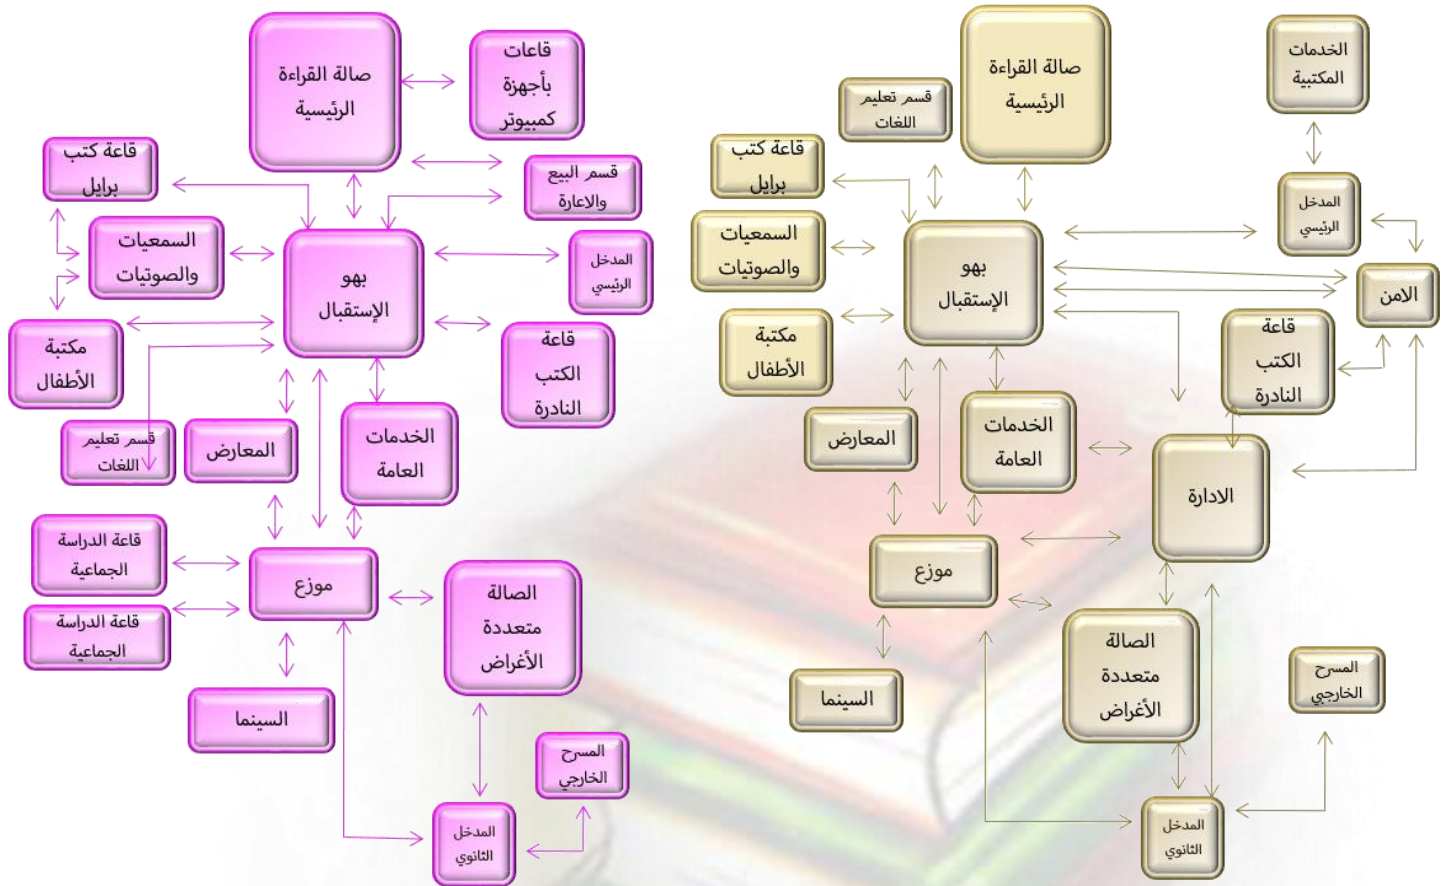 صالة القراءة
الرئيسية
قاعات
بأجهزة
كمبيوتر
قاعة كتب
برايل
قسم البيع
والاعارة
السمعيات
والصوتيات
بهو
الإستقبال
المدخل
الرئيسي
مكتبة
الأطفال
قاعة
الكتب
النادرة
قسم تعليم
اللغات
المعارض
الخدمات
العامة
قاعة الدراسة
الجماعية
قاعة الدراسة
الجماعية
موزع
الصالة
متعددة
الأغراض
السينما
المسرح
الخارجي
المدخل
الثانوي
صالة القراءة
الرئيسية
الخدمات
المكتبية
قسم تعليم
اللغات
قاعة كتب
برايل
المدخل
الرئيسي
السمعيات
والصوتيات
بهو
الإستقبال
الامن
مكتبة
الأطفال
قاعة
الكتب
النادرة
المعارض
الخدمات
العامة
الادارة
موزع
الصالة
متعددة
الأغراض
السينما
المسرح
الخارجي
المدخل
الثانوي